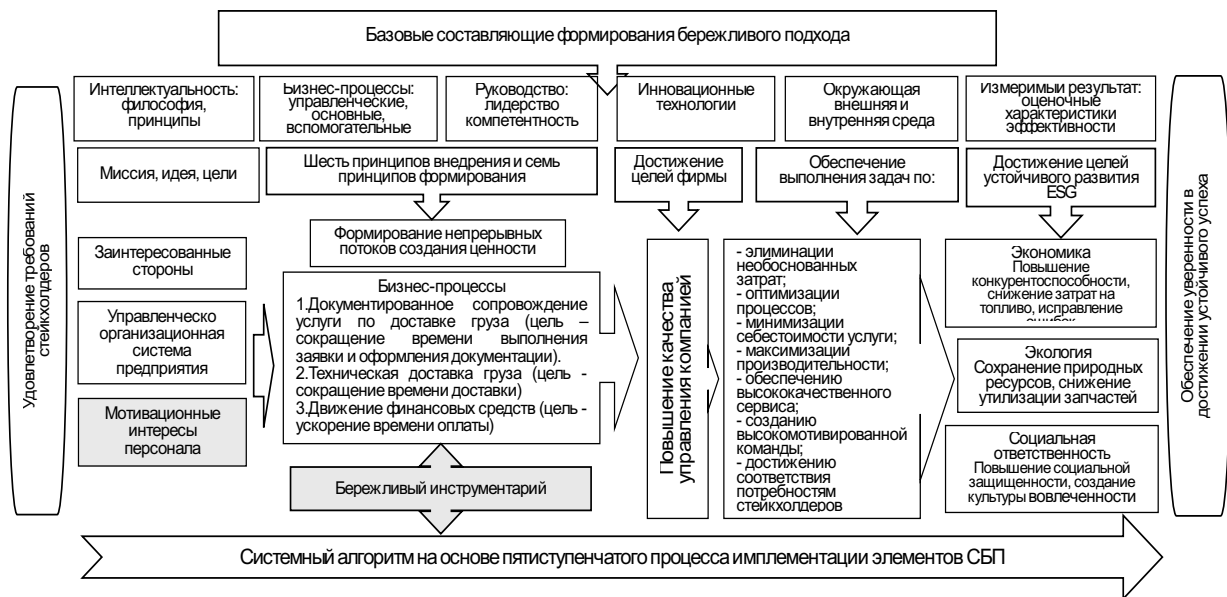 Базовые составляющие формирования бережливого подхода
Удовлетворение требований
стейкхолдеров
Интеллектуальность:
философия,
принципы
Бизнес-процессы:
управленческие,
основные,
вспомогательные
Руководство:
лидерство
компетентность
Инновационные
технологии
Окружающая
внешняя и
внутренняя среда
Измеримый результат:
оценочные
характеристики
эффективности
Миссия, идея, цели
Шесть принципов внедрения и семь
принципов формирования
Достижение
целей фирмы
Обеспечение
выполнения задач по:
Достижение целей
устойчивого развития
ESG
Формирование непрерывных
потоков создания ценности
Заинтересованные
стороны
Управленческо
организационная
система
предприятия
Мотивационные
интересы
персонала
Бизнес-процессы
1.Документированное сопровождение
услуги по доставке груза (цель –
сокращение времени выполнения
заявки и оформления документации).
2.Техническая доставка груза (цель -
сокращение времени доставки)
3.Движение финансовых средств (цель -
ускорение времени оплаты)
Бережливый инструментарий
Повышение качества
управления компанией
- элиминации
необоснованных
затрат;
- оптимизации
процессов;
- минимизации
себестоимости услуги;
- максимизации
производительности;
- обеспечению
высококачественного
сервиса;
- созданию
высокомотивированной
команды;
- достижению
соответствия
потребностям
стейкхолдеров
Экономика
Повышение
конкурентоспособности,
снижение затрат на
топливо, исправление
ошибок
Экология
Сохранение природных
ресурсов, снижение
утилизации запчастей
Социальная
ответственность
Повышение социальной
защищенности, создание
культуры вовлеченности
Обеспечение уверенности в
достижении устойчивого успеха
Системный алгоритм на основе пятиступенчатого процесса имплементации элементов СБП